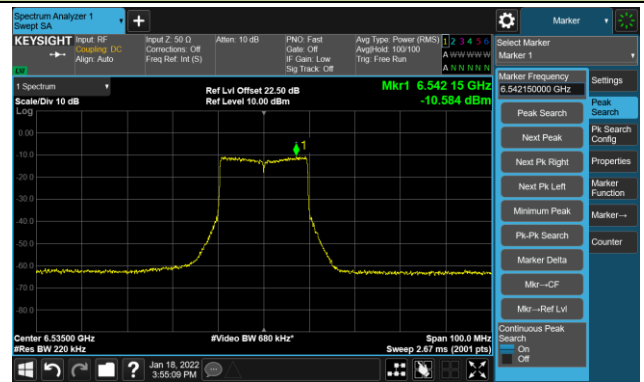 Spectrum Analyzer 1
Swept SA
Marker
KEYSIGHT
Input: RF
Coupling: DC
Align: Auto
Input Z: 50 Ω
Corrections: Off
Freq Ref: Int (S)
Atten: 10 dB
PNO: Fast
Gate: Off
IF Gain: Low
Sig Track: Off
Avg Type: Power (RMS)
Avg|Hold: 100/100
Trig: Free Run
1 2 3 4 5 6
A W W W W W
A N N N N N
LM
Select Marker
Marker 1
1 Spectrum
Scale/Div 10 dB
Log
Ref Lvl Offset 22.50 dB
Ref Level 10.00 dBm
Mkr1 6.542 15 GHz
-10.584 dBm
1
0.00
-10.0
-20.0
-30.0
-40.0
-50.0
-60.0
-70.0
-80.0
Center 6.53500 GHz
#Res BW 220 kHz
#Video BW 680 kHz*
Span 100.0 MHz
Sweep 2.67 ms (2001 pts)
Marker Frequency
6.542150000 GHz
Peak Search
Next Peak
Next Pk Right
Next Pk Left
Minimum Peak
Pk-Pk Search
Marker Delta
Mkr→CF
Mkr→Ref Lvl
Continuous Peak
Search
On
Off
Settings
Peak
Search
Pk Search
Config
Properties
Marker
Function
Marker→
Counter
?
Jan 18, 2022
3:55:09 PM